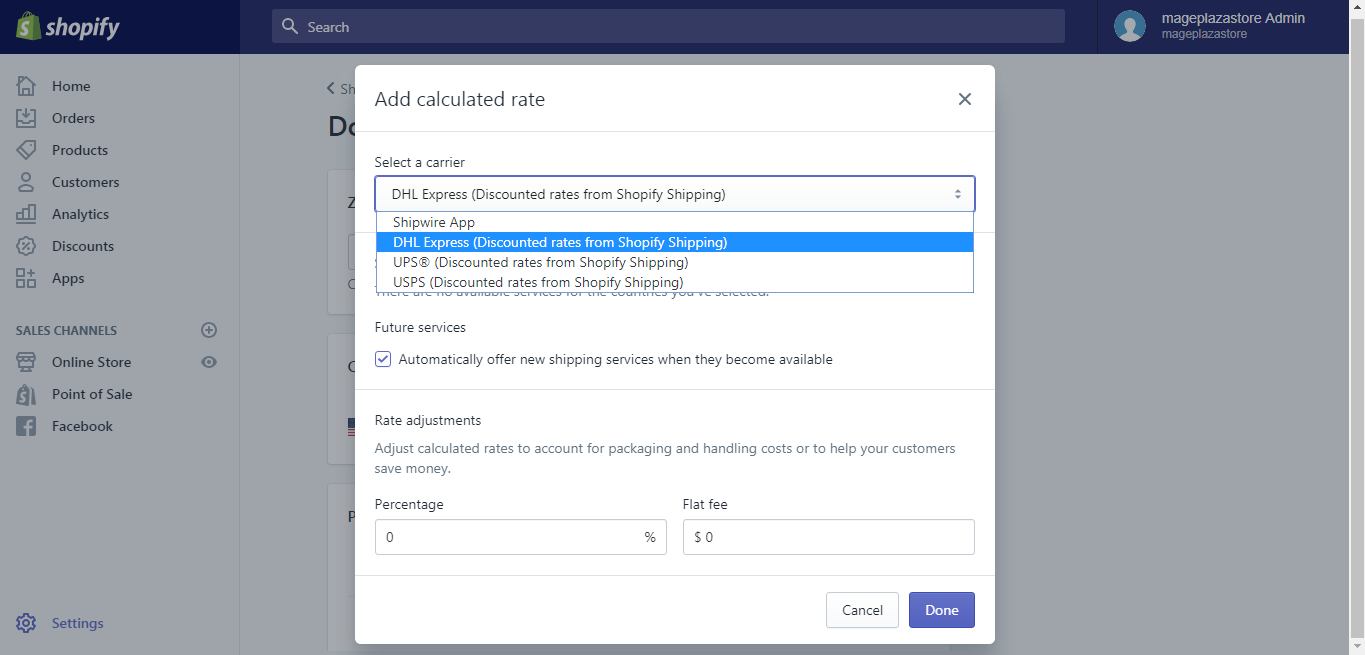 shopify
Search
mageplazastore Admin
mageplazastore
Home
Orders
Products
Customers
Analytics
Discounts
Apps
SALES CHANNELS
Online Store
Point of Sale
Facebook
Settings
Add calculated rate
Select a carrier
DHL Express (Discounted rates from Shopify Shipping)
Shipwire App
DHL Express (Discounted rates from Shopify Shipping)
UPS® (Discounted rates from Shopify Shipping)
USPS (Discounted rates from Shopify Shipping)
There are no available services for the countries you've selected.
Future services
Automatically offer new shipping services when they become available
Rate adjustments
Adjust calculated rates to account for packaging and handling costs or to help your customers
save money.
Percentage
Flat fee
0 %
$ 0
Cancel
Done